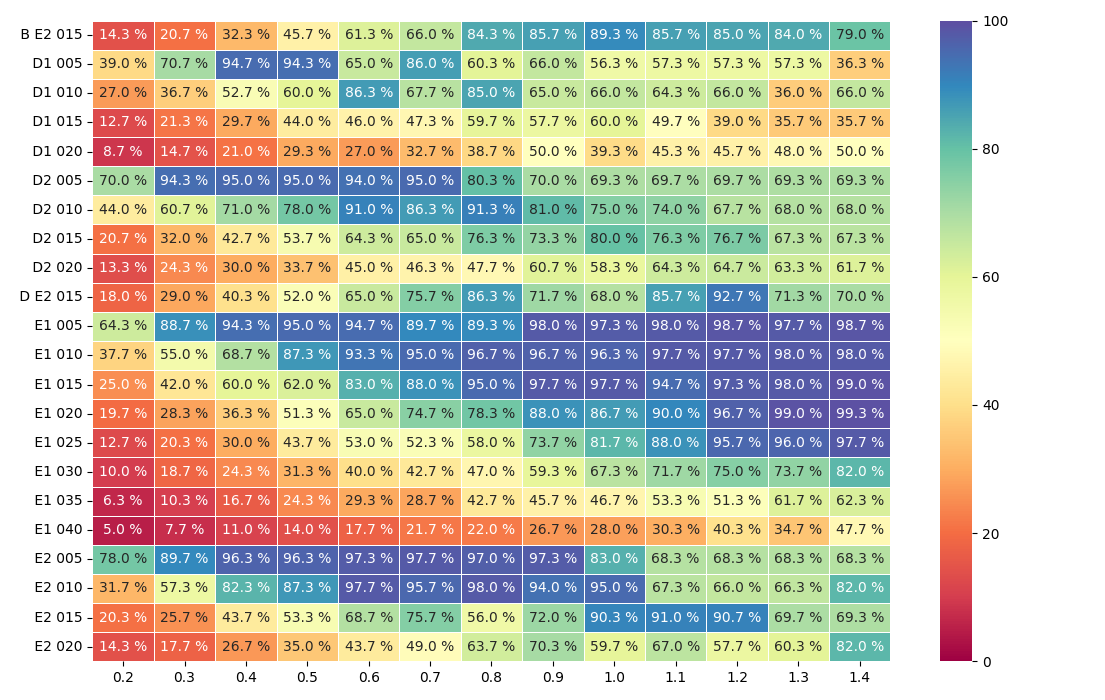 B E2 015 14.3 % 20.7 % 32.3 % 45.7 % 61.3 % 66.0 % 84.3 % 85.7 % 89.3 % 85.7 % 85.0 % 84.0 % 79.0 %
D1 005 39.0 % 70.7 % 94.7 % 94.3 % 65.0 % 86.0 % 60.3 % 66.0 % 56.3 % 57.3 % 57.3 % 57.3 % 36.3 %
D1 010 27.0 % 36.7 % 52.7 % 60.0 % 86.3 % 67.7 % 85.0 % 65.0 % 66.0 % 64.3 % 66.0 % 36.0 % 66.0 %
D1 015 12.7 % 21.3 % 29.7 % 44.0 % 46.0 % 47.3 % 59.7 % 57.7 % 60.0 % 49.7 % 39.0 % 35.7 % 35.7 %
D1 020 8.7 % 14.7 % 21.0 % 29.3 % 27.0 % 32.7 % 38.7 % 50.0 % 39.3 % 45.3 % 45.7 % 48.0 % 50.0 %
D2 005 70.0 % 94.3 % 95.0 % 95.0 % 94.0 % 95.0 % 80.3 % 70.0 % 69.3 % 69.7 % 69.7 % 69.3 % 69.3 %
D2 010 44.0 % 60.7 % 71.0 % 78.0 % 91.0 % 86.3 % 91.3 % 81.0 % 75.0 % 74.0 % 67.7 % 68.0 % 68.0 %
D2 015 20.7 % 32.0 % 42.7 % 53.7 % 64.3 % 65.0 % 76.3 % 73.3 % 80.0 % 76.3 % 76.7 % 67.3 % 67.3 %
D2 020 13.3 % 24.3 % 30.0 % 33.7 % 45.0 % 46.3 % 47.7 % 60.7 % 58.3 % 64.3 % 64.7 % 63.3 % 61.7 %
D E2 015 18.0 % 29.0 % 40.3 % 52.0 % 65.0 % 75.7 % 86.3 % 71.7 % 68.0 % 85.7 % 92.7 % 71.3 % 70.0 %
E1 005 64.3 % 88.7 % 94.3 % 95.0 % 94.7 % 89.7 % 89.3 % 98.0 % 97.3 % 98.0 % 98.7 % 97.7 % 98.7 %
E1 010 37.7 % 55.0 % 68.7 % 87.3 % 93.3 % 95.0 % 96.7 % 96.7 % 96.3 % 97.7 % 97.7 % 98.0 % 98.0 %
E1 015 25.0 % 42.0 % 60.0 % 62.0 % 83.0 % 88.0 % 95.0 % 97.7 % 97.7 % 94.7 % 97.3 % 98.0 % 99.0 %
E1 020 19.7 % 28.3 % 36.3 % 51.3 % 65.0 % 74.7 % 78.3 % 88.0 % 86.7 % 90.0 % 96.7 % 99.0 % 99.3 %
E1 025 12.7 % 20.3 % 30.0 % 43.7 % 53.0 % 52.3 % 58.0 % 73.7 % 81.7 % 88.0 % 95.7 % 96.0 % 97.7 %
E1 030 10.0 % 18.7 % 24.3 % 31.3 % 40.0 % 42.7 % 47.0 % 59.3 % 67.3 % 71.7 % 75.0 % 73.7 % 82.0 %
E1 035 6.3 % 10.3 % 16.7 % 24.3 % 29.3 % 28.7 % 42.7 % 45.7 % 46.7 % 53.3 % 51.3 % 61.7 % 62.3 %
E1 040 5.0 % 7.7 % 11.0 % 14.0 % 17.7 % 21.7 % 22.0 % 26.7 % 28.0 % 30.3 % 40.3 % 34.7 % 47.7 %
E2 005 78.0 % 89.7 % 96.3 % 96.3 % 97.3 % 97.7 % 97.0 % 97.3 % 83.0 % 68.3 % 68.3 % 68.3 % 68.3 %
E2 010 31.7 % 57.3 % 82.3 % 87.3 % 97.7 % 95.7 % 98.0 % 94.0 % 95.0 % 67.3 % 66.0 % 66.3 % 82.0 %
E2 015 20.3 % 25.7 % 43.7 % 53.3 % 68.7 % 75.7 % 56.0 % 72.0 % 90.3 % 91.0 % 90.7 % 69.7 % 69.3 %
E2 020 14.3 % 17.7 % 26.7 % 35.0 % 43.7 % 49.0 % 63.7 % 70.3 % 59.7 % 67.0 % 57.7 % 60.3 % 82.0 %
0.2 0.3 0.4 0.5 0.6 0.7 0.8 0.9 1.0 1.1 1.2 1.3 1.4
100
80
60
40
20
0